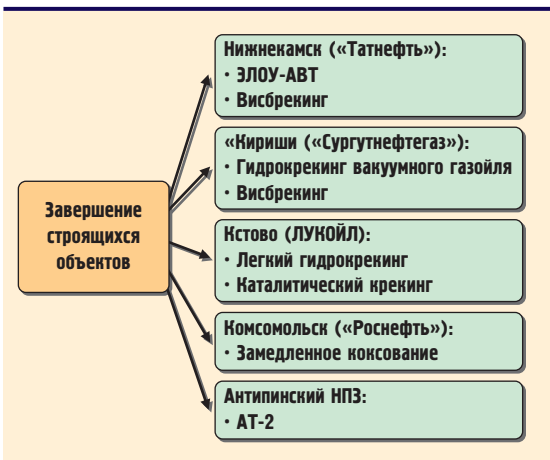 Завершение
строящихся
объектов
Нижнекамск («Татнефть»):
· ЭЛОУ-АВТ
· Висбрекинг
«Кириши («Сургутнефтегаз»):
· Гидрокрекинг вакуумного газойля
· Висбрекинг
Кстово (ЛУКОЙЛ):
· Легкий гидрокрекинг
· Каталитический крекинг
Комсомольск («Роснефть»):
· Замедленное коксование
Антипинский НПЗ:
· АТ-2